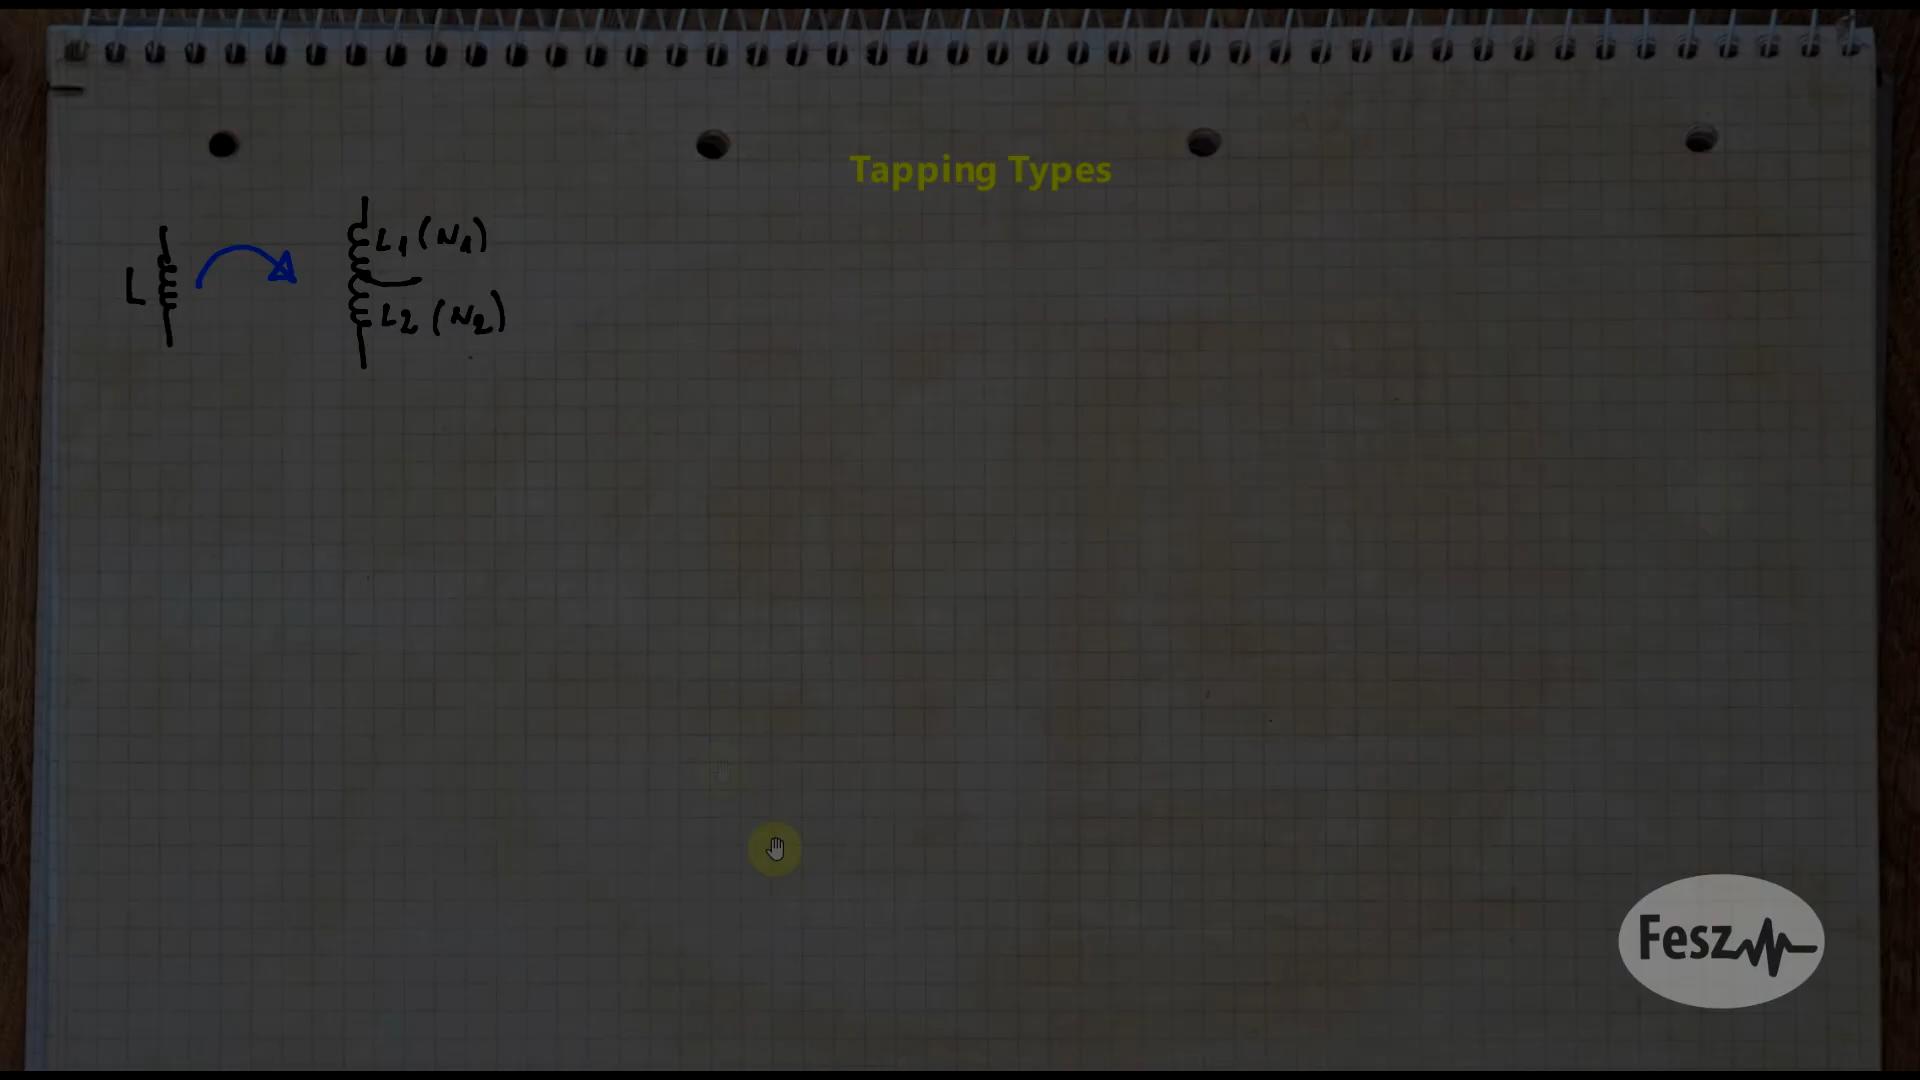 Tapping Types
L1 (N1)
L
L2 (N2)
Fesz